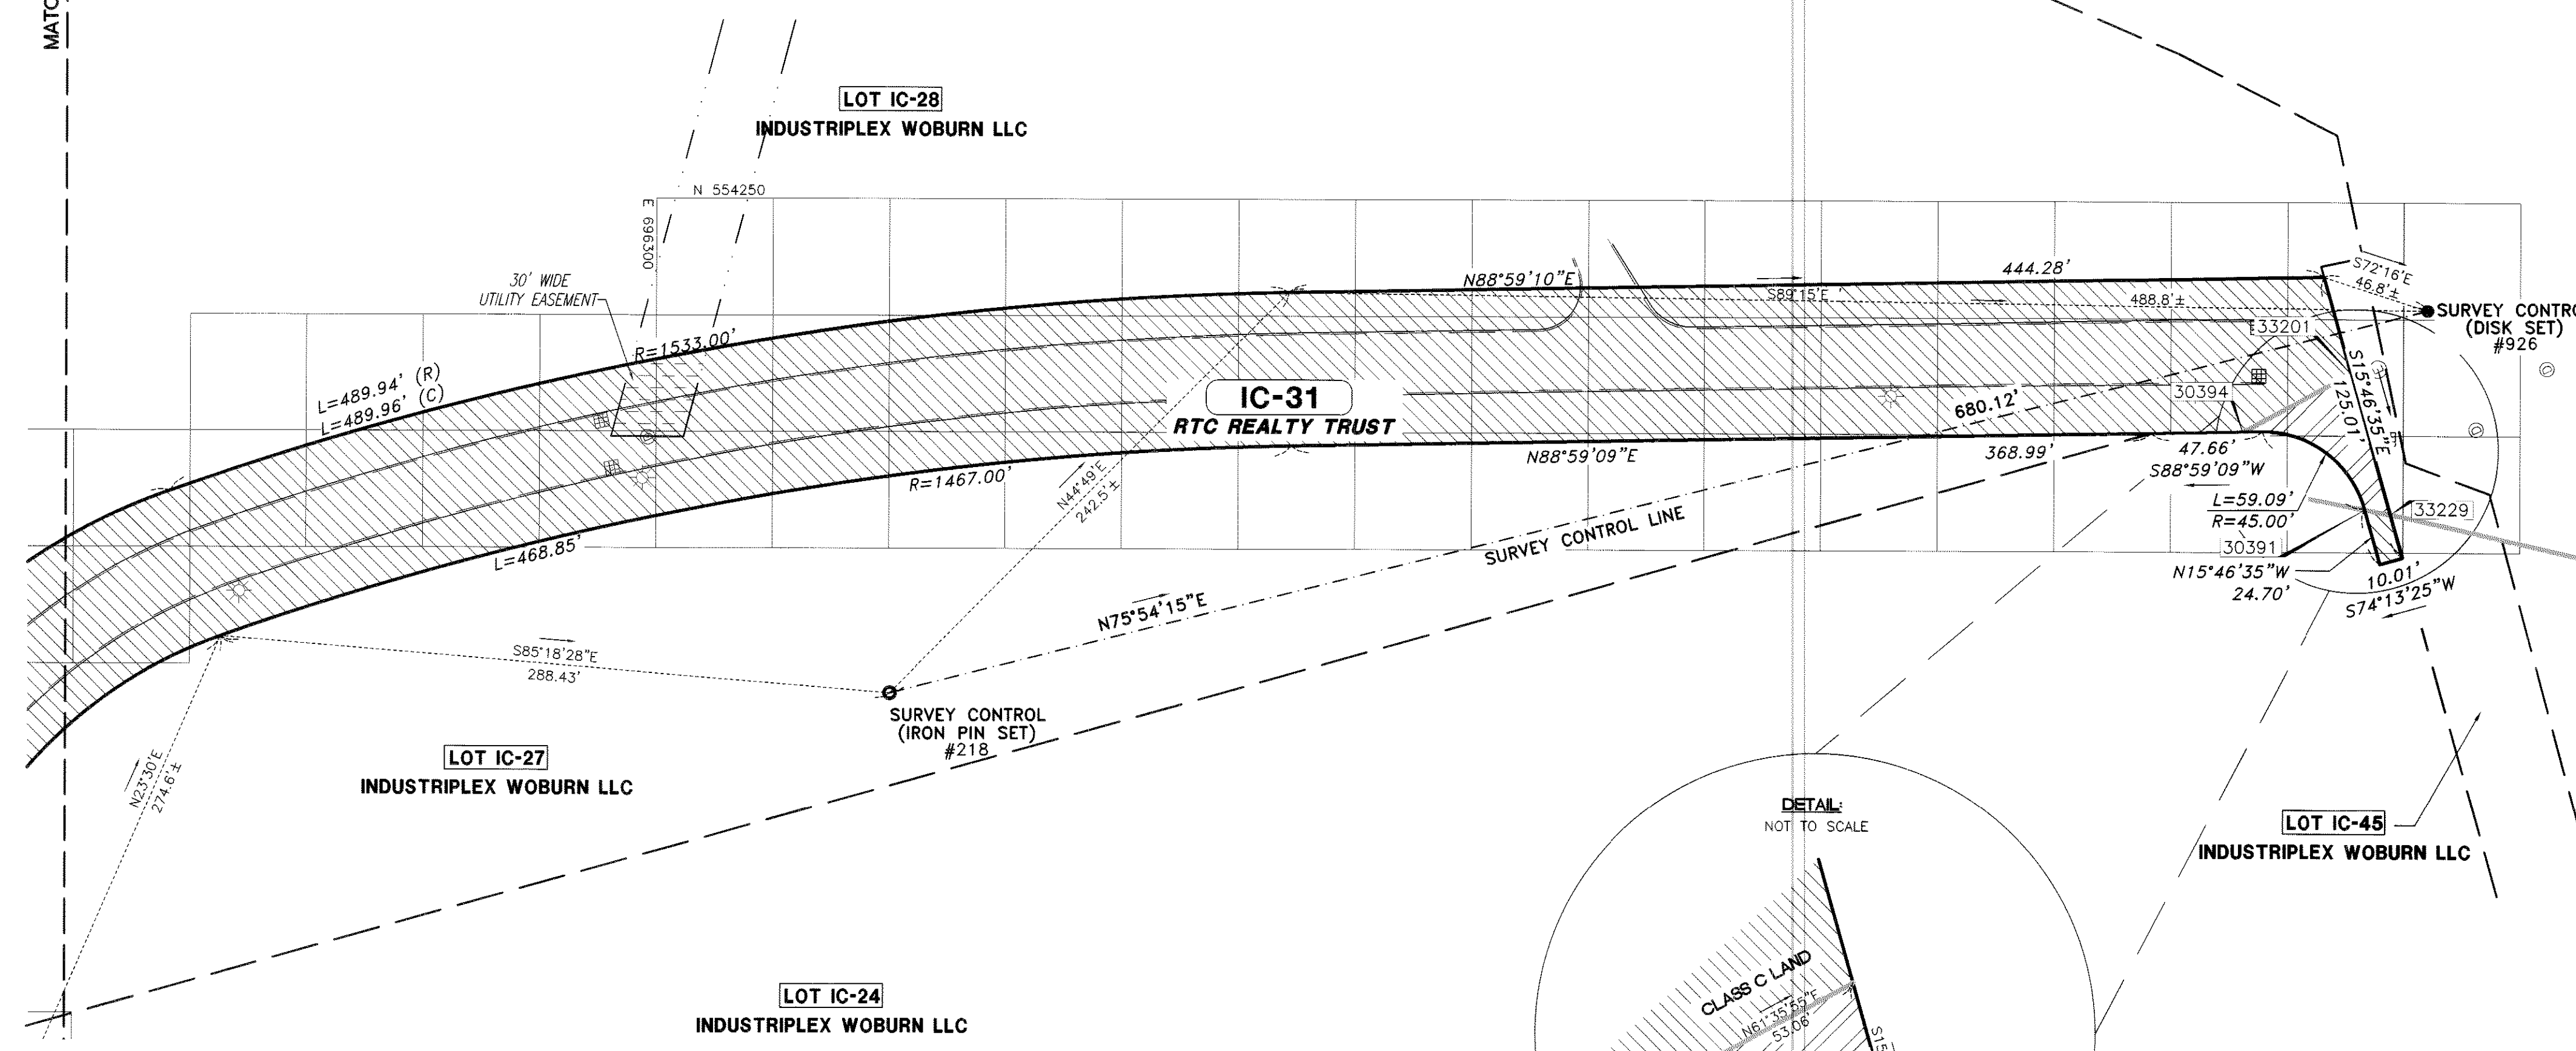 MATC
LOT IC-28
INDUSTRIPLEX WOBURN LLC
N 554250
E 696300
30' WIDE
UTILITY EASEMENT
R=1533.00'
L=489.94' (R)
L=489.96' (C)
N88°59'10"E
444.28'
S89°15'E
488.8'±
S72°16'E
46.8'±
SURVEY CONTRO
(DISK SET)
#926
33201
30394
S15°46'35"E
125.01'
IC-31
RTC REALTY TRUST
680.12'
N88°59'09"E
368.99'
47.66'
S88°59'09"W
R=1467.00'
L=468.85'
N44°49'E
242.5'±
L=59.09'
R=45.00'
33229
30391
N15°46'35"W
24.70'
10.01'
S74°13'25"W
SURVEY CONTROL LINE
N75°54'15"E
S85°18'28"E
288.43'
SURVEY CONTROL
(IRON PIN SET)
#218
N23°30'E
274.6'±
LOT IC-27
INDUSTRIPLEX WOBURN LLC
DETAIL:
NOT TO SCALE
LOT IC-45
INDUSTRIPLEX WOBURN LLC
CLASS C LAND
N61°35'55"E
53.06'
S15
LOT IC-24
INDUSTRIPLEX WOBURN LLC